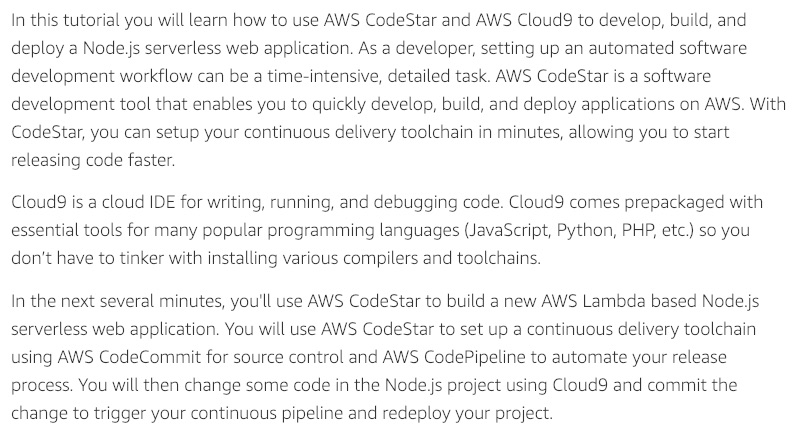 In this tutorial you will learn how to use AWS CodeStar and AWS Cloud9 to develop, build, and
deploy a Node.js serverless web application. As a developer, setting up an automated software
development workflow can be a time-intensive, detailed task. AWS CodeStar is a software
development tool that enables you to quickly develop, build, and deploy applications on AWS. With
CodeStar, you can setup your continuous delivery toolchain in minutes, allowing you to start
releasing code faster.
Cloud9 is a cloud IDE for writing, running, and debugging code. Cloud9 comes prepackaged with
essential tools for many popular programming languages (JavaScript, Python, PHP, etc.) so you
don't have to tinker with installing various compilers and toolchains.
In the next several minutes, you'll use AWS CodeStar to build a new AWS Lambda based Node.js
serverless web application. You will use AWS CodeStar to set up a continuous delivery toolchain
using AWS CodeCommit for source control and AWS CodePipeline to automate your release
process. You will then change some code in the Node.js project using Cloud9 and commit the
change to trigger your continuous pipeline and redeploy your project.